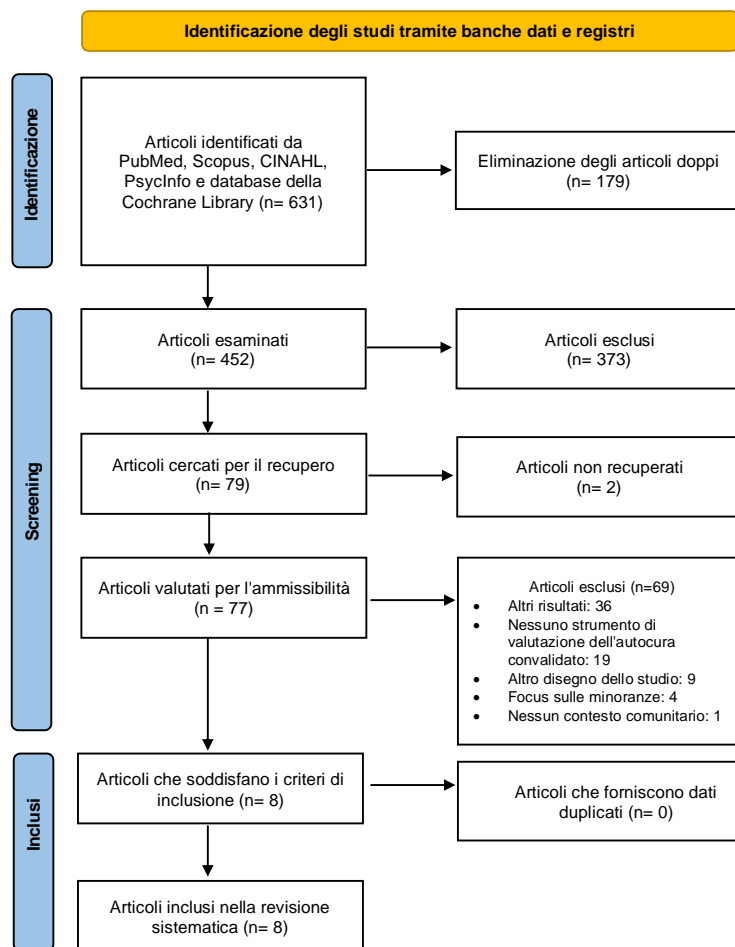 Identificazione degli studi tramite banche dati e registri
Identificazione
Articoli identificati da
PubMed, Scopus, CINAHL,
PsycInfo e database della
Cochrane Library (n= 631)
Eliminazione degli articoli doppi
(n= 179)
Screening
Articoli esaminati
(n= 452)
Articoli esclusi
(n= 373)
Articoli cercati per il recupero
(n= 79)
Articoli non recuperati
(n= 2)
Articoli valutati per l'ammissibilità
(n = 77)
Articoli esclusi (n=69)
• Altri risultati: 36
• Nessuno strumento di
valutazione dell'autocura
convalidato: 19
• Altro disegno dello studio: 9
• Focus sulle minoranze: 4
• Nessun contesto comunitario: 1
Inclusi
Articoli che soddisfano i criteri di
inclusione (n= 8)
Articoli che forniscono dati
duplicati (n= 0)
Articoli inclusi nella revisione
sistematica (n= 8)